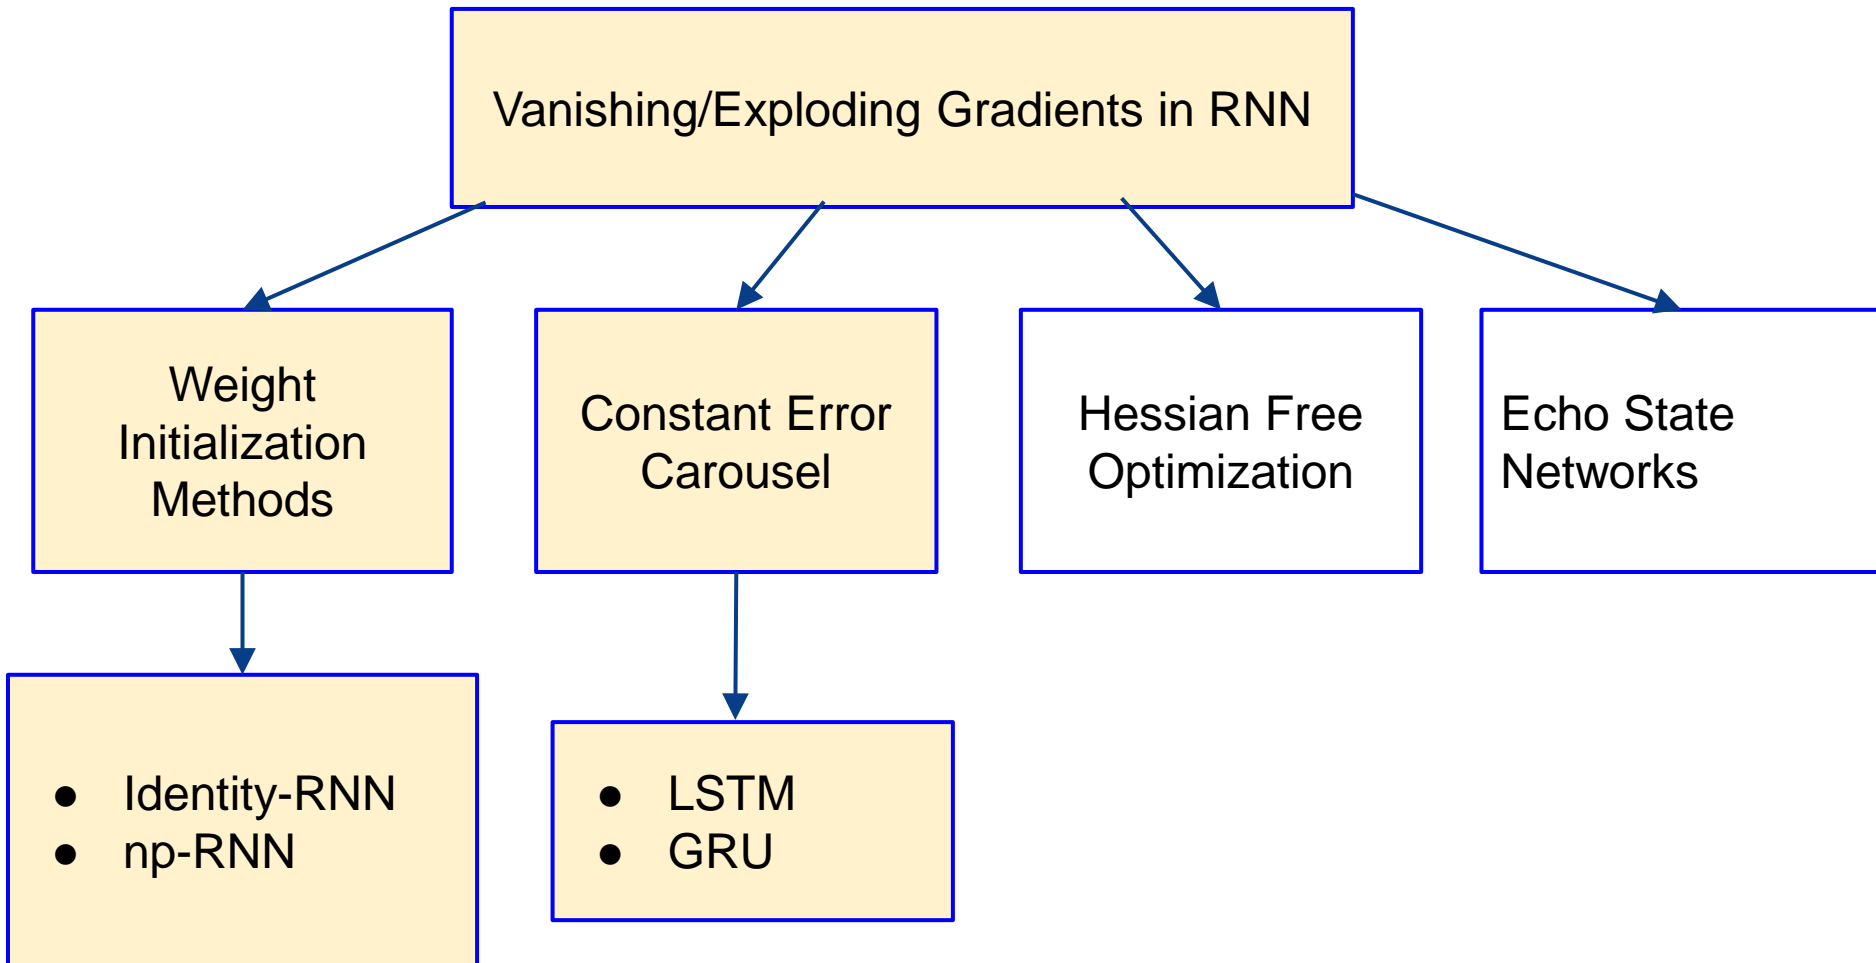 Vanishing/Exploding Gradients in RNN
Weight
Initialization
Methods
Constant Error
Carousel
Hessian Free
Optimization
Echo State
Networks
● Identity-RNN
● np-RNN
● LSTM
● GRU